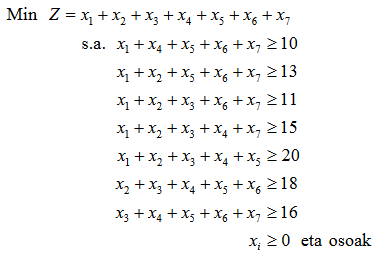 Min Z = x₁ + x₂ + x₃ + x₄ + x₅ + x₆ + x₇
s.a. x₁ + x₄ + x₅ + x₆ + x₇ ≥ 10
x₁ + x₂ + x₅ + x₆ + x₇ ≥ 13
x₁ + x₂ + x₃ + x₆ + x₇ ≥ 11
x₁ + x₂ + x₃ + x₄ + x₇ ≥ 15
x₁ + x₂ + x₃ + x₄ + x₅ ≥ 20
x₂ + x₃ + x₄ + x₅ + x₆ ≥ 18
x₃ + x₄ + x₅ + x₆ + x₇ ≥ 16
xᵢ ≥ 0 eta osoak